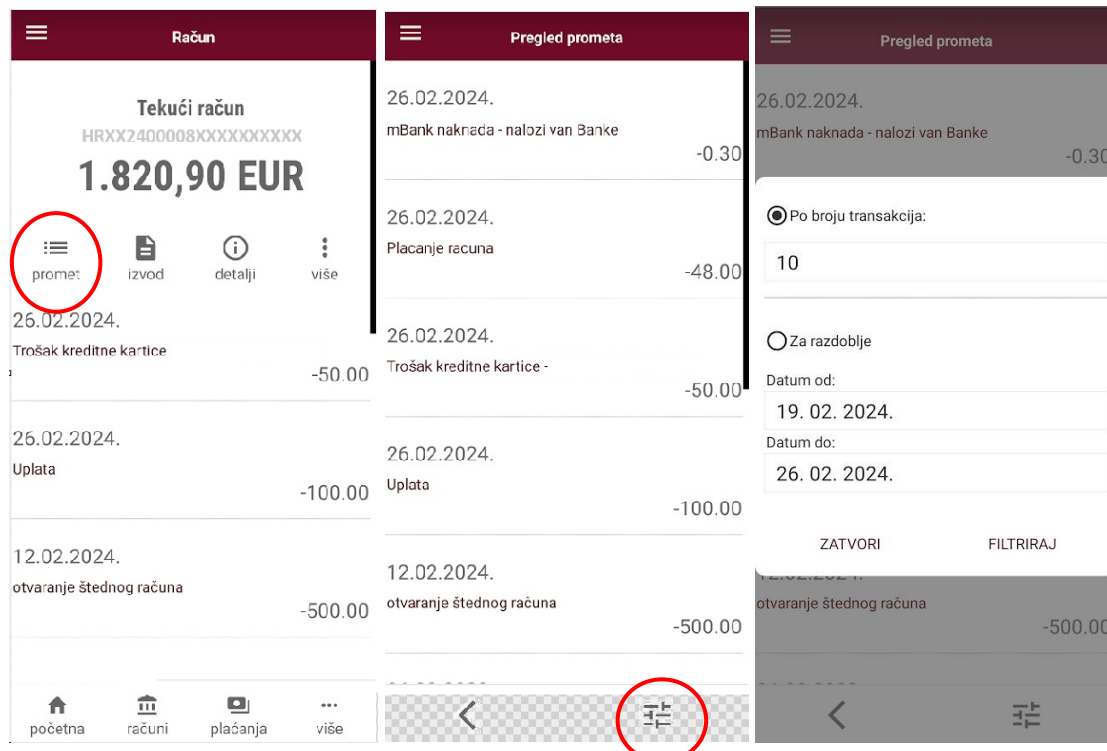 Račun
Tekući račun
HRXX2400008XXXXXXXXXX
1.820,90 EUR
promet
izvod
detalji
više
26.02.2024.
Trošak kreditne kartice
-50.00
26.02.2024.
Uplata
-100.00
12.02.2024.
otvaranje štednog računa
-500.00
početna
računi
plaćanja
više
Pregled prometa
26.02.2024.
mBank naknada - nalozi van Banke
-0.30
26.02.2024.
Placanje racuna
-48.00
26.02.2024.
Trošak kreditne kartice -
-50.00
26.02.2024.
Uplata
-100.00
12.02.2024.
otvaranje štednog računa
-500.00
Pregled prometa
26.02.2024.
mBank naknada - nalozi van Banke
-0.30
Po broju transakcija:
10
Za razdoblje
Datum od:
19. 02. 2024.
Datum do:
26. 02. 2024.
ZATVORI
FILTRIRAJ
otvaranje štednog računa
-500.00